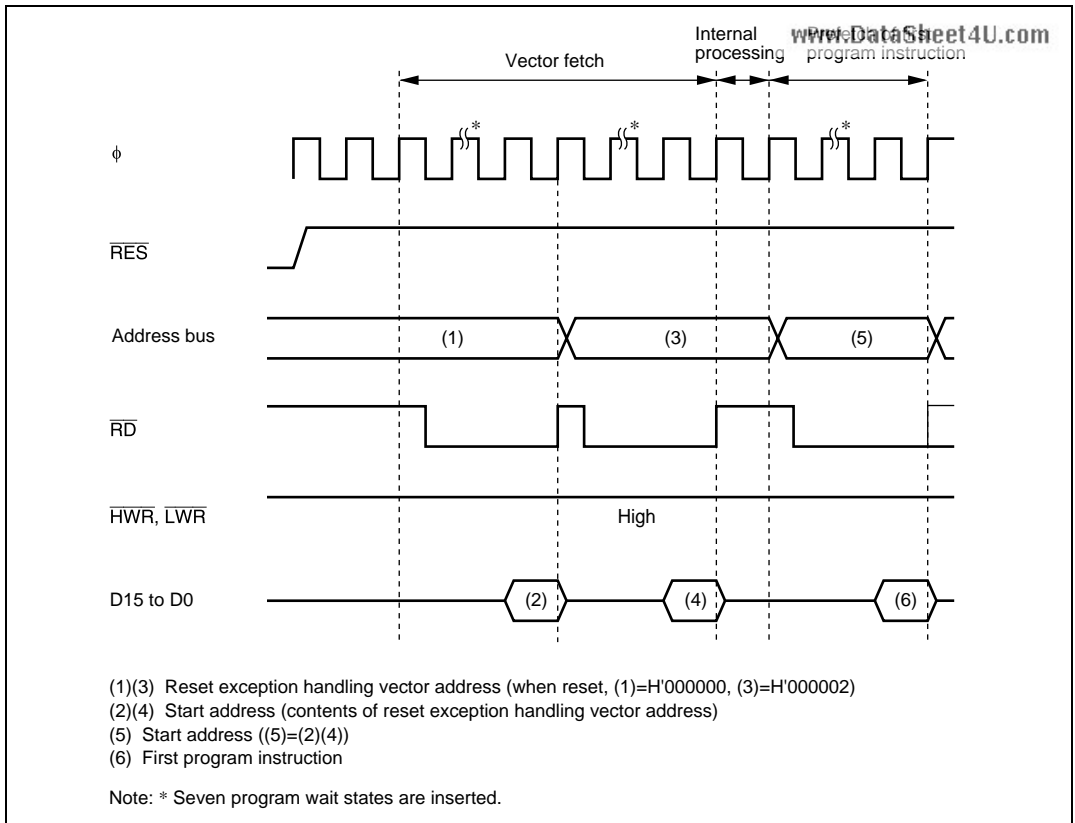 www.DataSheet4U.com
Internal processing
program instruction
Vector fetch
*
*
*
ϕ
RES
Address bus
(1)
(3)
(5)
RD
HWR, LWR
High
D15 to D0
(2)
(4)
(6)
(1)(3) Reset exception handling vector address (when reset, (1)=H'000000, (3)=H'000002)
(2)(4) Start address (contents of reset exception handling vector address)
(5) Start address ((5)=(2)(4))
(6) First program instruction
Note: * Seven program wait states are inserted.